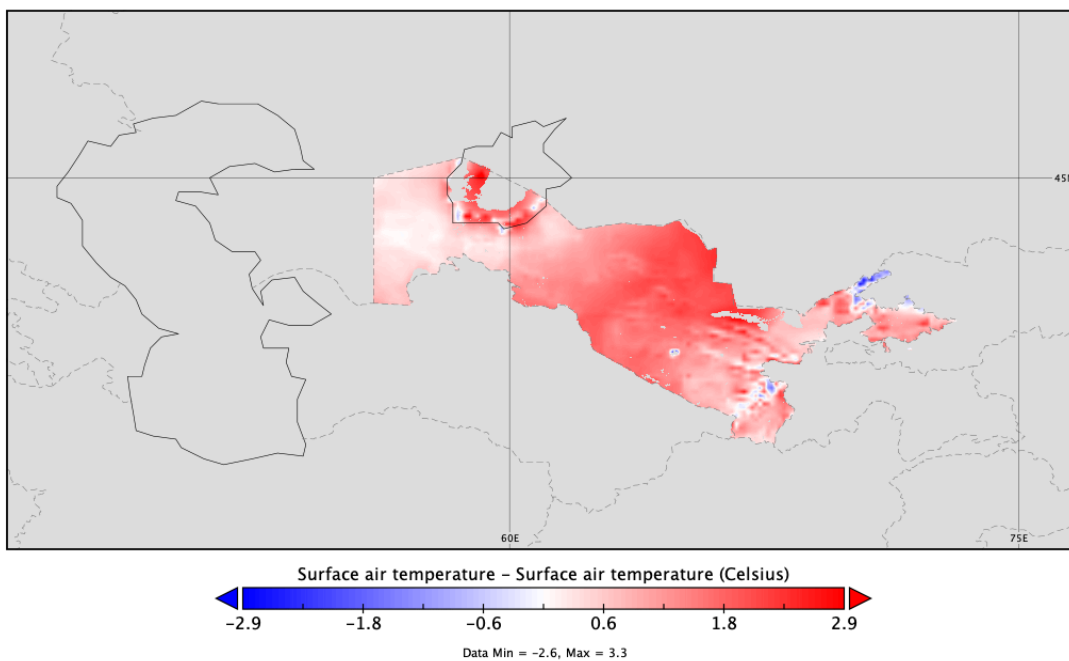 45
60E
75E
Surface air temperature – Surface air temperature (Celsius)
−2.9 −1.8 −0.6 0.6 1.8 2.9
Data Min = −2.6, Max = 3.3